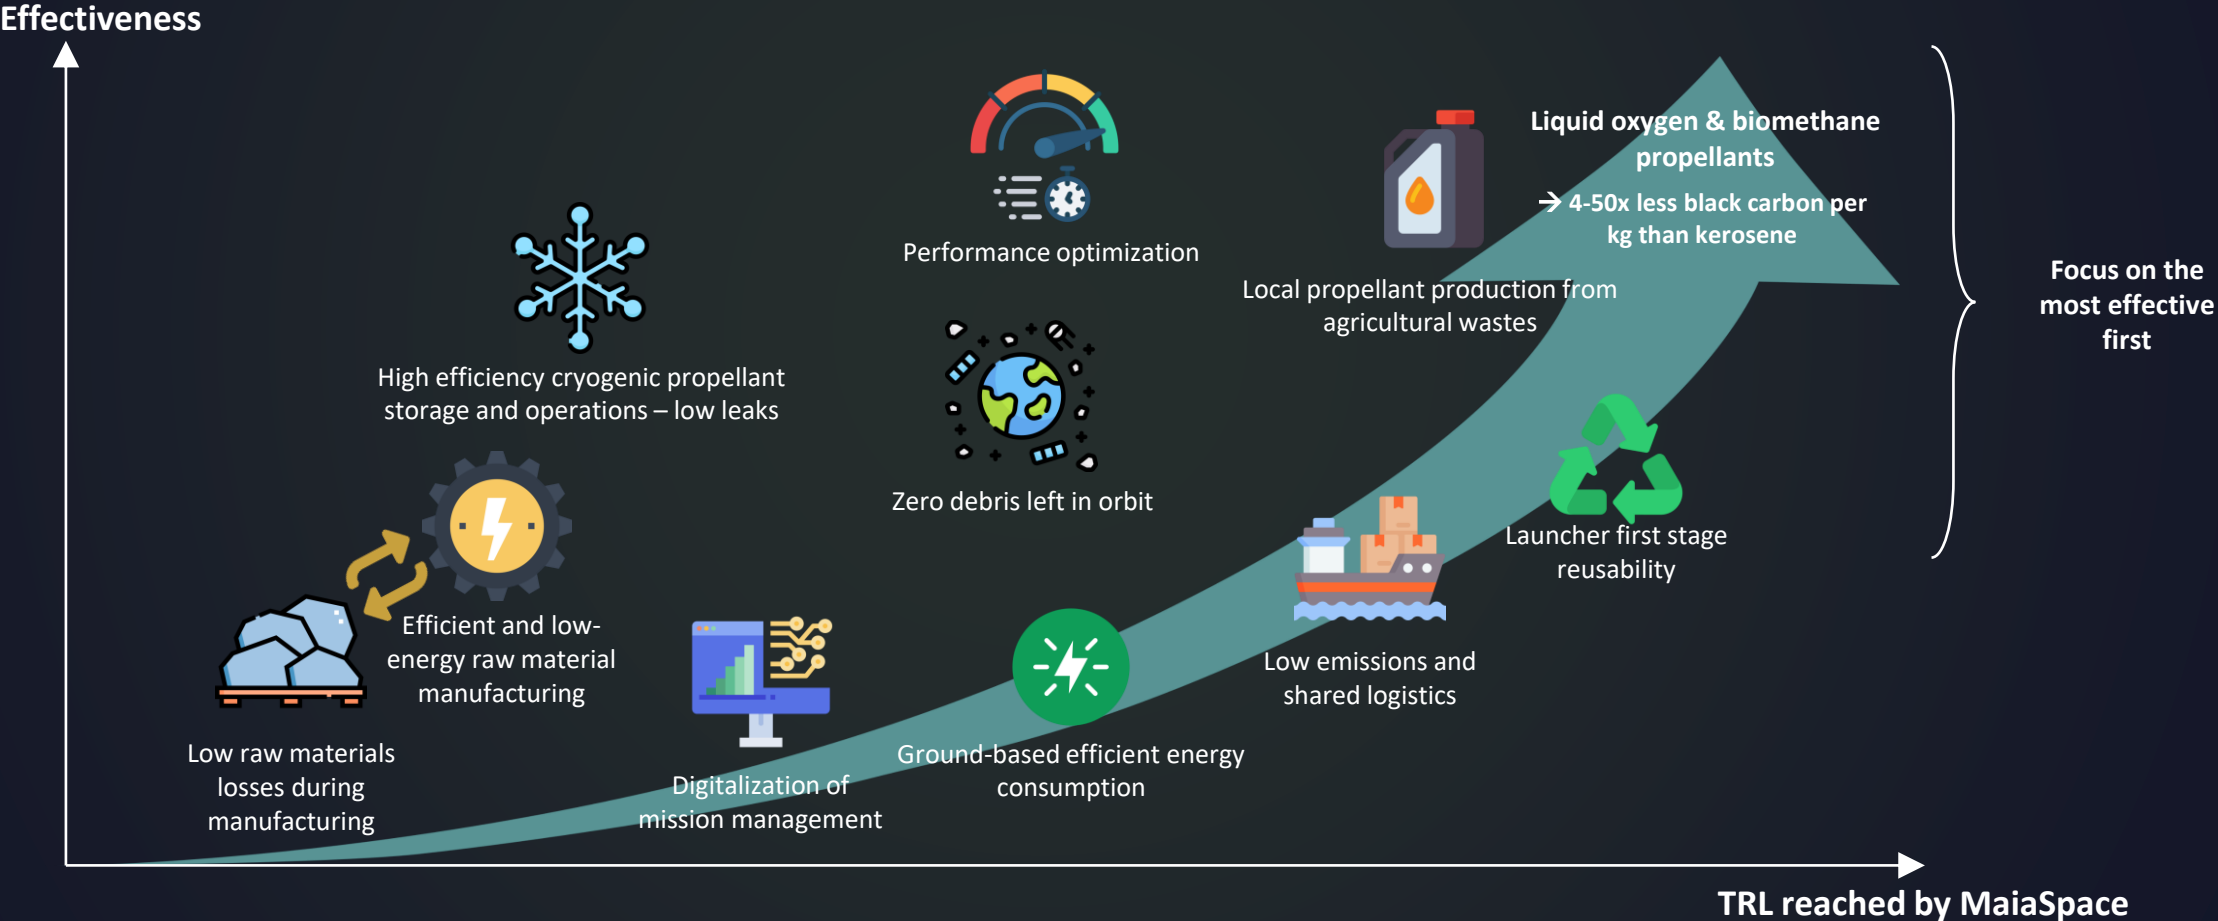 Effectiveness
Performance optimization
Liquid oxygen & biomethane
propellants
→ 4-50x less black carbon per
kg than kerosene
Local propellant production from
agricultural wastes
Focus on the
most effective
first
High efficiency cryogenic propellant
storage and operations – low leaks
Zero debris left in orbit
Launcher first stage
reusability
Efficient and low-
energy raw material
manufacturing
Low emissions and
shared logistics
Low raw materials
losses during
manufacturing
Digitalization of
mission management
Ground-based efficient energy
consumption
TRL reached by MaiaSpace